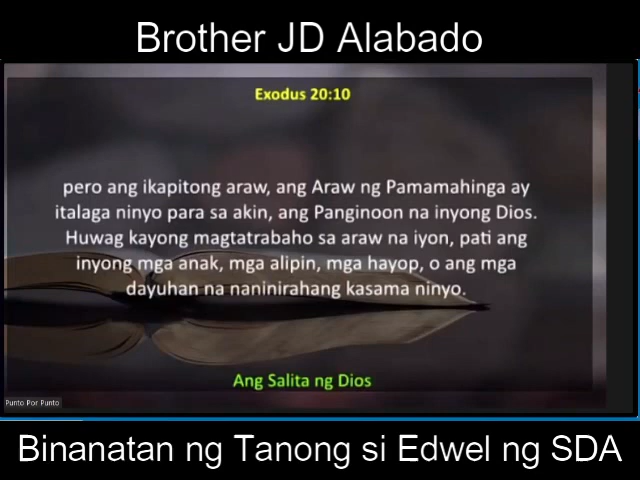 Brother JD Alabado
Exodus 20:10
pero ang ikapitong araw, ang Araw ng Pamamahinga ay
italaga ninyo para sa akin, ang Panginoon na inyong Dios.
Huwag kayong magtatrabaho sa araw na iyon, pati ang
inyong mga anak, mga alipin, mga hayop, o ang mga
dayuhan na naninirahang kasama ninyo.
Ang Salita ng Dios
Punto Por Punto
Binanatan ng Tanong si Edwel ng SDA